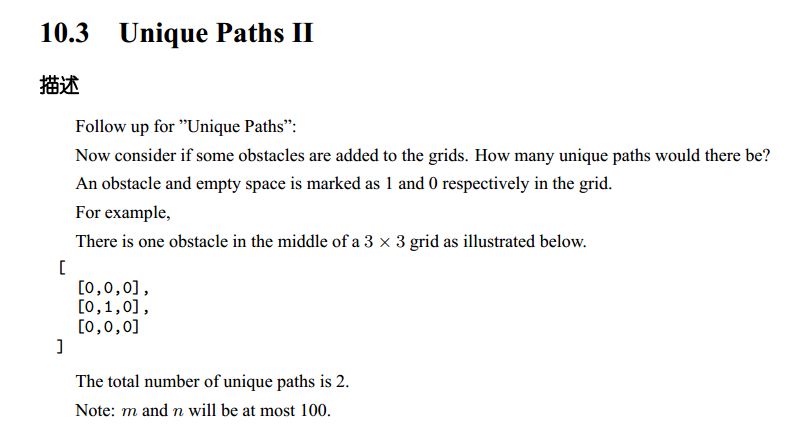 10.3 Unique Paths II
描述
Follow up for ”Unique Paths”:
Now consider if some obstacles are added to the grids. How many unique paths would there be?
An obstacle and empty space is marked as 1 and 0 respectively in the grid.
For example,
There is one obstacle in the middle of a 3 × 3 grid as illustrated below.
[
[0,0,0],
[0,1,0],
[0,0,0]
]
The total number of unique paths is 2.
Note: m and n will be at most 100.